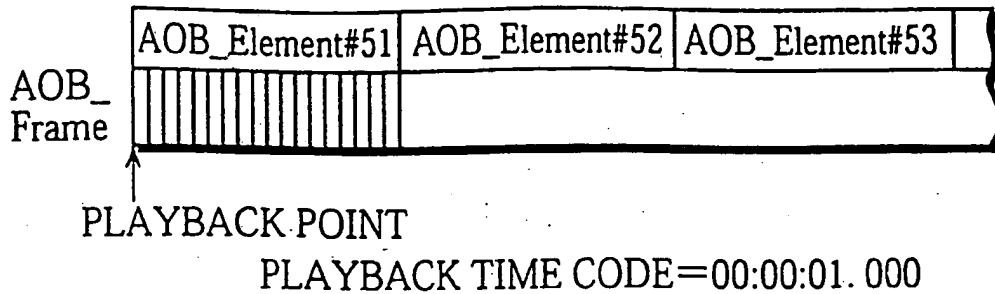 AOB_Element#51 AOB_Element#52 AOB_Element#53
AOB_
Frame
PLAYBACK POINT
PLAYBACK TIME CODE=00:00:01.000